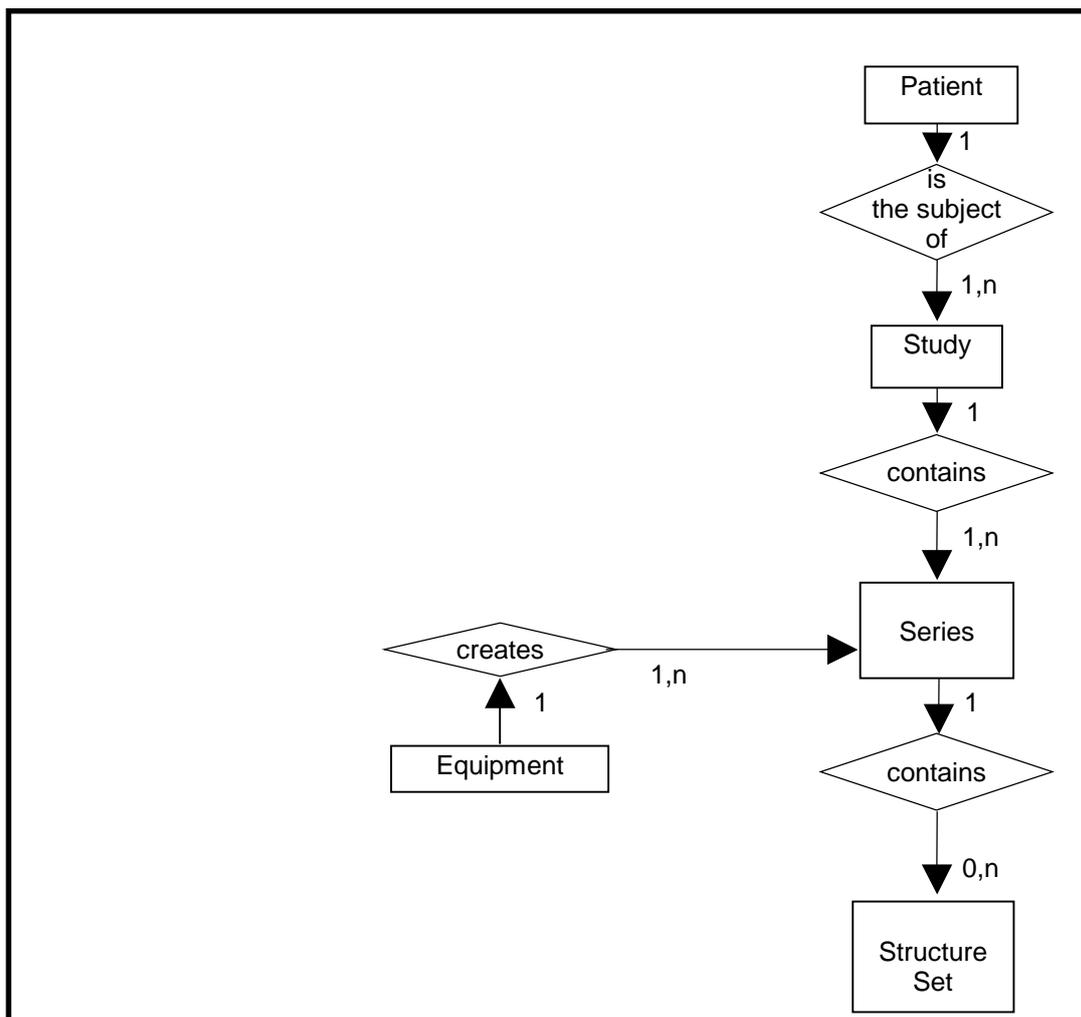 Patient
1
is
the subject
of
1,n
Study
1
contains
1,n
Series
creates
1,n
1
Equipment
1
contains
0,n
Structure
Set